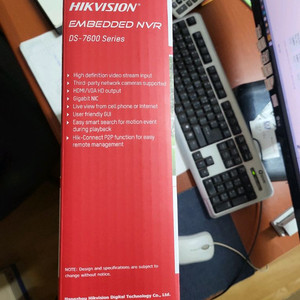 HIKVISION
EMBEDDED NVR
DS-7600 Series
• High definition video stream input
• Third-party network cameras supported
• HDMI/VGA HD output
• Gigabit NIC
• Live view from cell phone or Internet
• User friendly GUI
• Easy smart search for motion event
during playback
• Hik-Connect P2P function for easy
remote management
NOTE : Design and specifications are subject to
change without notice.
Hangzhou Hikvision Digital Technology Co., Ltd.